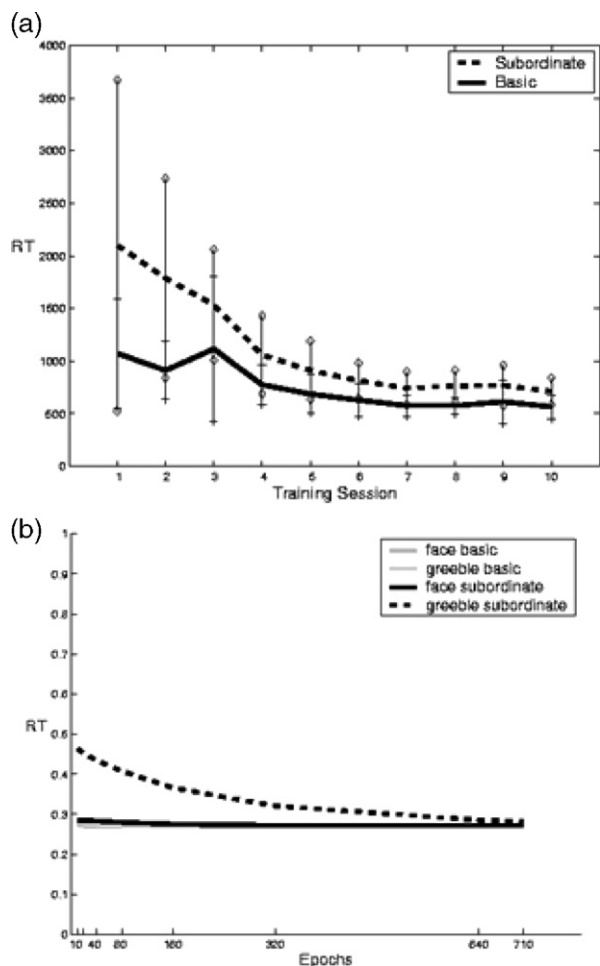 (a)
4000
3500
3000
2500
2000
1500
1000
500
0
RT
Subordinate
Basic
1 2 3 4 5 6 7 8 9 10
Training Session
(b)
1
0.9
0.8
0.7
0.6
0.5
0.4
0.3
0.2
0.1
0
RT
face basic
greeble basic
face subordinate
greeble subordinate
10 40 80 160 320 640 710
Epochs